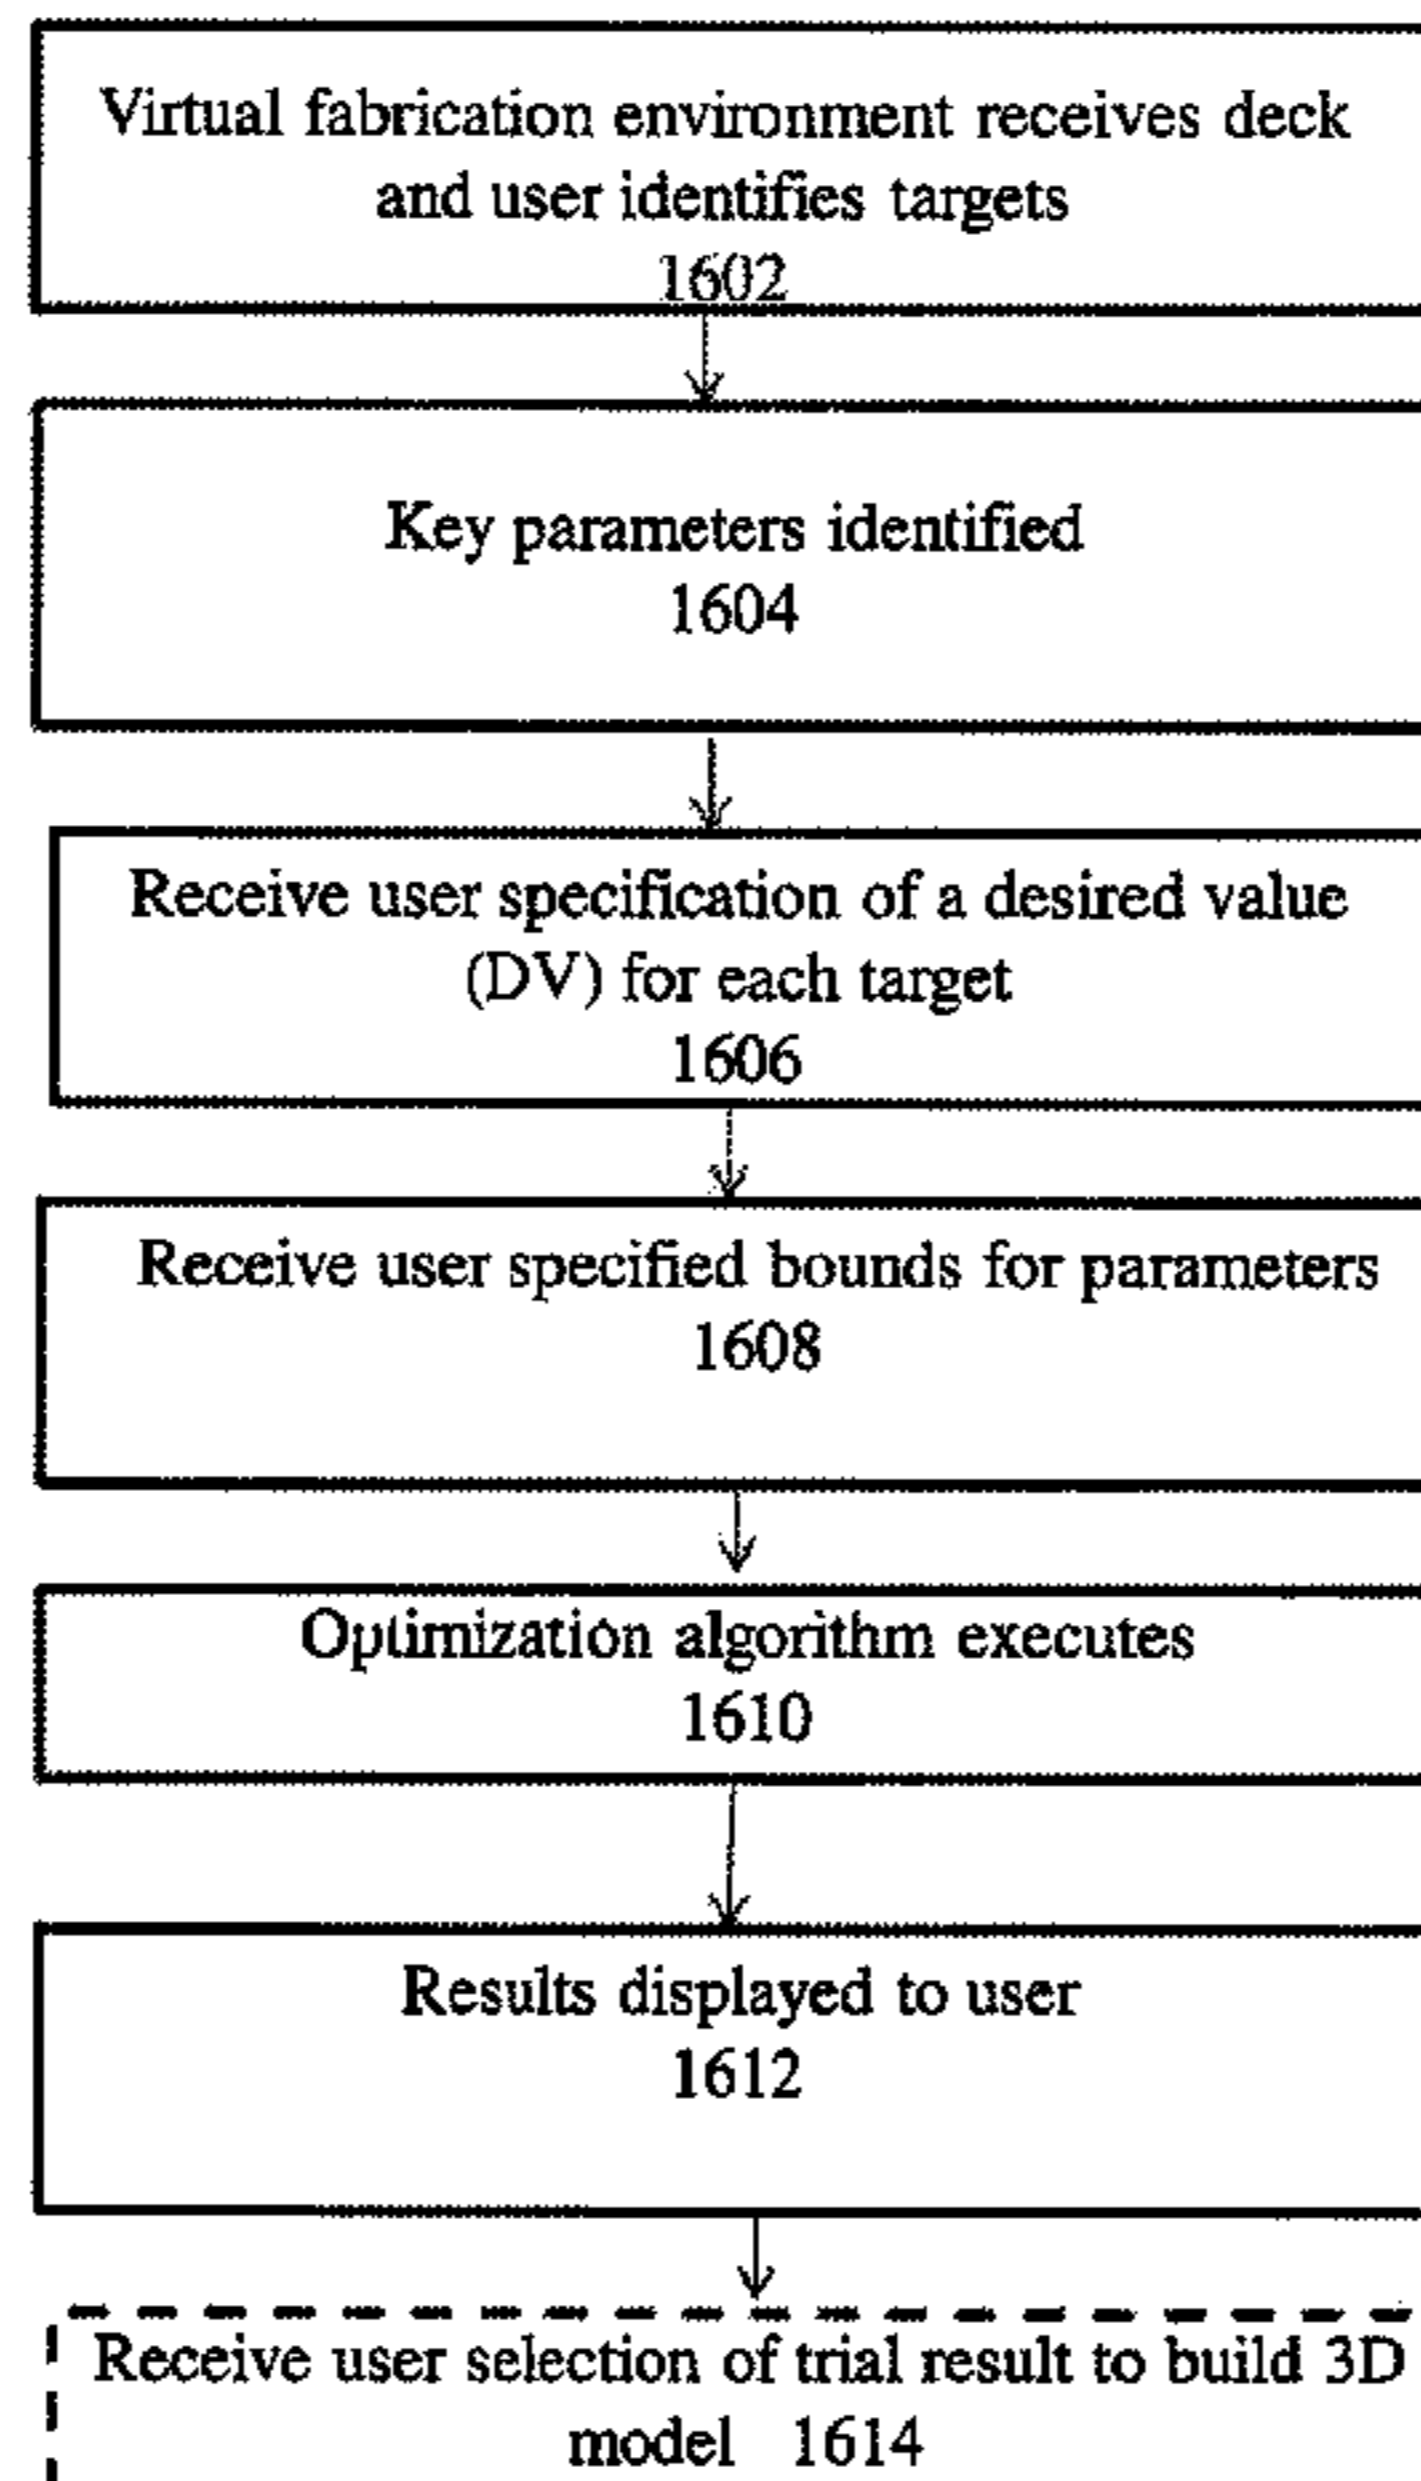 Virtual fabrication environment receives deck
and user identifies targets
1602
Key parameters identified
1604
Receive user specification of a desired value
(DV) for each target
1606
Receive user specified bounds for parameters
1608
Optimization algorithm executes
1610
Results displayed to user
1612
Receive user selection of trial result to build 3D
model 1614